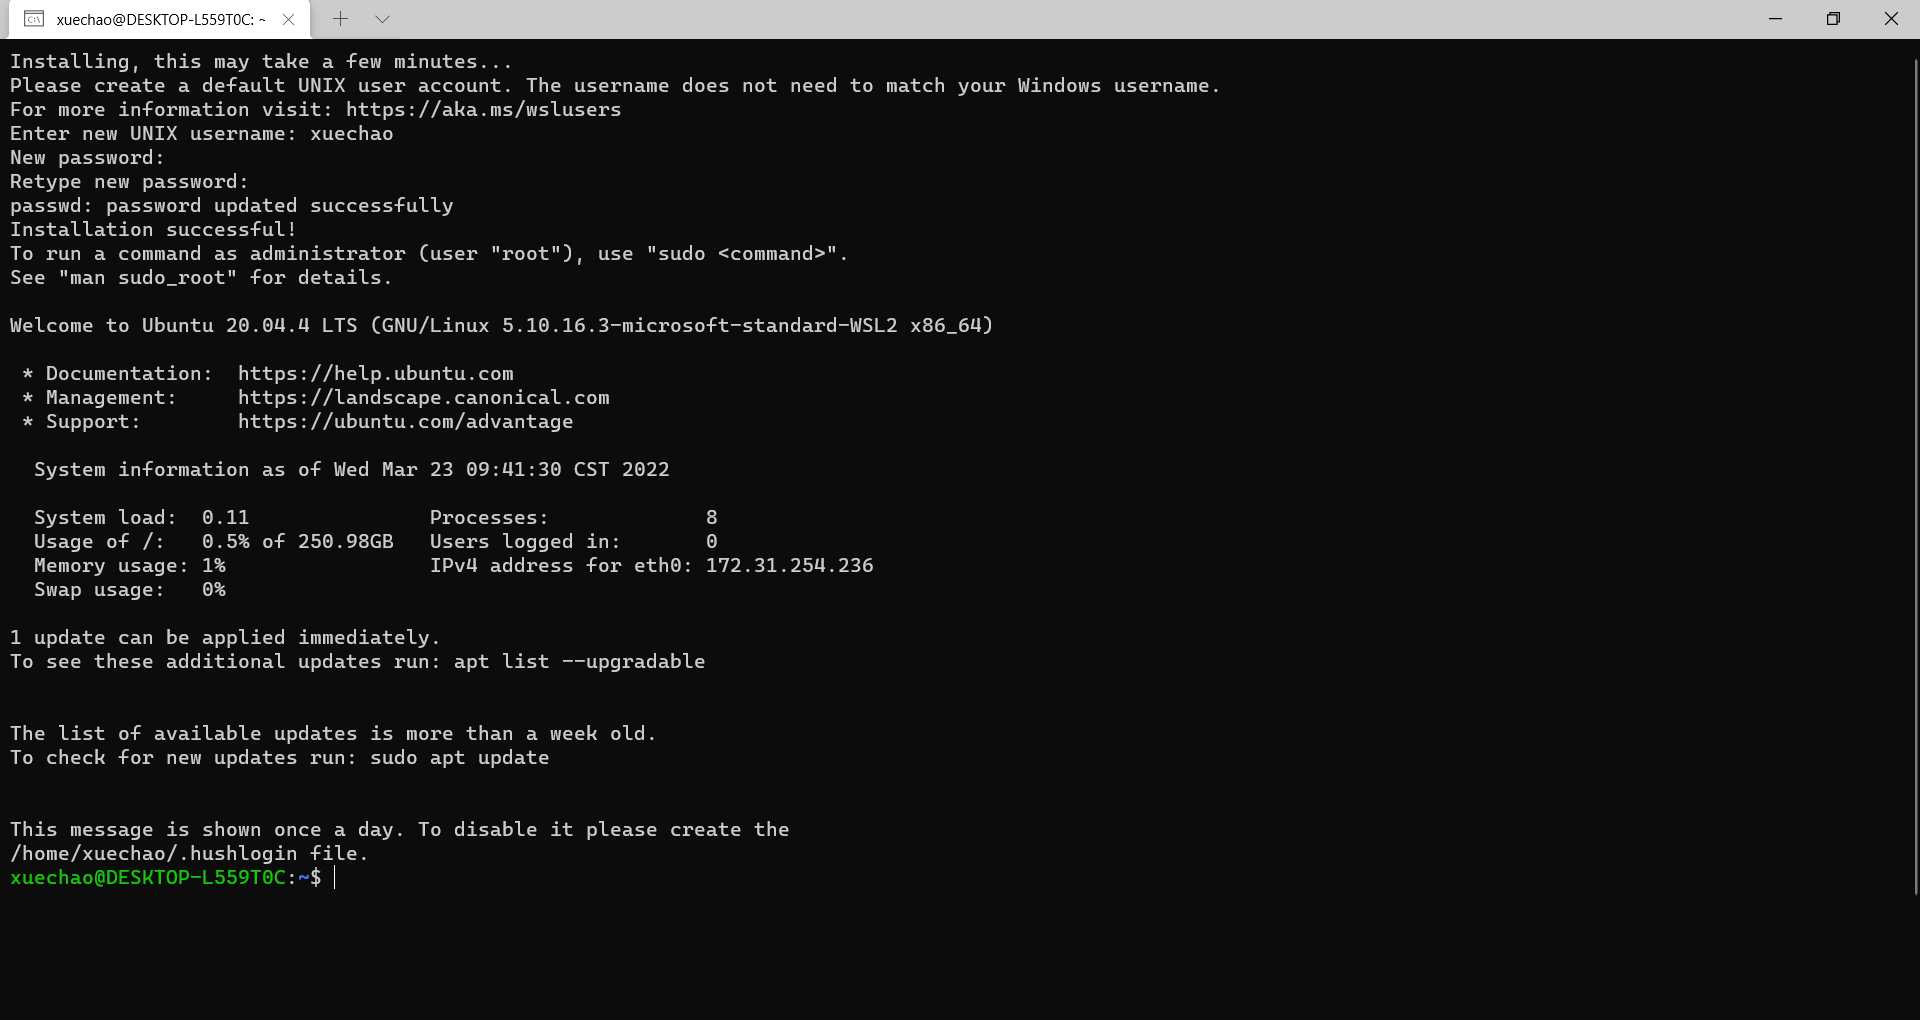 xuechao@DESKTOP-L559T0C: ~
Installing, this may take a few minutes...
Please create a default UNIX user account. The username does not need to match your Windows username.
For more information visit: https://aka.ms/wslusers
Enter new UNIX username: xuechao
New password:
Retype new password:
passwd: password updated successfully
Installation successful!
To run a command as administrator (user "root"), use "sudo <command>".
See "man sudo_root" for details.

Welcome to Ubuntu 20.04.4 LTS (GNU/Linux 5.10.16.3-microsoft-standard-WSL2 x86_64)

 * Documentation:  https://help.ubuntu.com
 * Management:     https://landscape.canonical.com
 * Support:        https://ubuntu.com/advantage

  System information as of Wed Mar 23 09:41:30 CST 2022

  System load:  0.11               Processes:             8
  Usage of /:   0.5% of 250.98GB   Users logged in:       0
  Memory usage: 1%                 IPv4 address for eth0: 172.31.254.236
  Swap usage:   0%

1 update can be applied immediately.
To see these additional updates run: apt list --upgradable


The list of available updates is more than a week old.
To check for new updates run: sudo apt update


This message is shown once a day. To disable it please create the
/home/xuechao/.hushlogin file.
xuechao@DESKTOP-L559T0C:~$